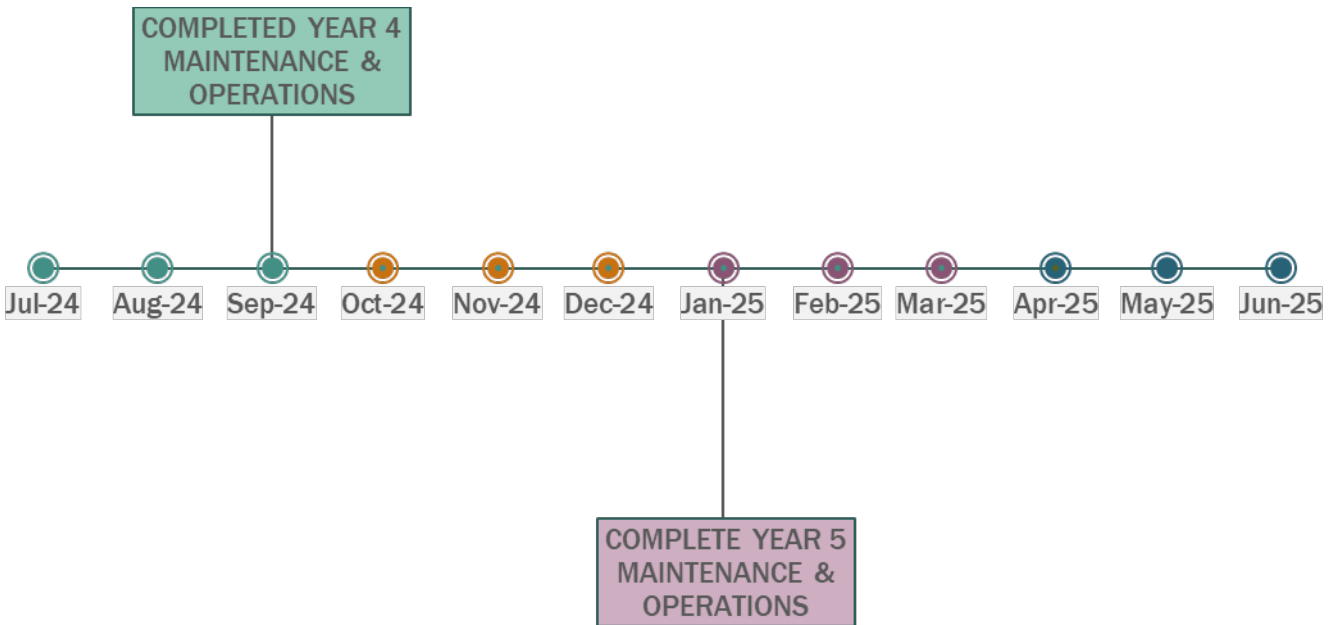 COMPLETED YEAR 4
MAINTENANCE &
OPERATIONS
Jul-24 Aug-24 Sep-24 Oct-24 Nov-24 Dec-24 Jan-25 Feb-25 Mar-25 Apr-25 May-25 Jun-25
COMPLETE YEAR 5
MAINTENANCE &
OPERATIONS